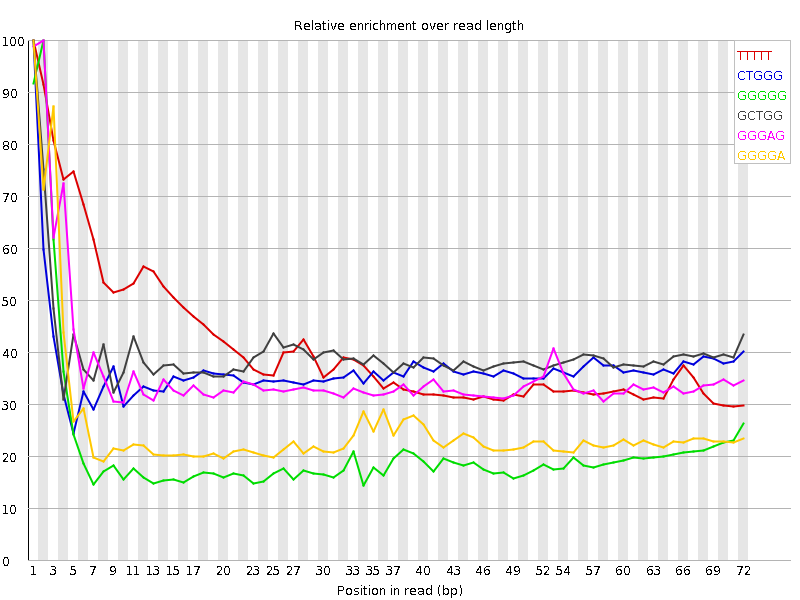 Relative enrichment over read length
100
90
80
70
60
50
40
30
20
10
0
TTTTT
CTGGG
GGGGG
GCTGG
GGGAG
GGGGA
1 3 5 7 9 11 13 15 17 20 23 25 27 30 33 35 37 40 43 46 49 52 54 57 60 63 66 69 72
Position in read (bp)